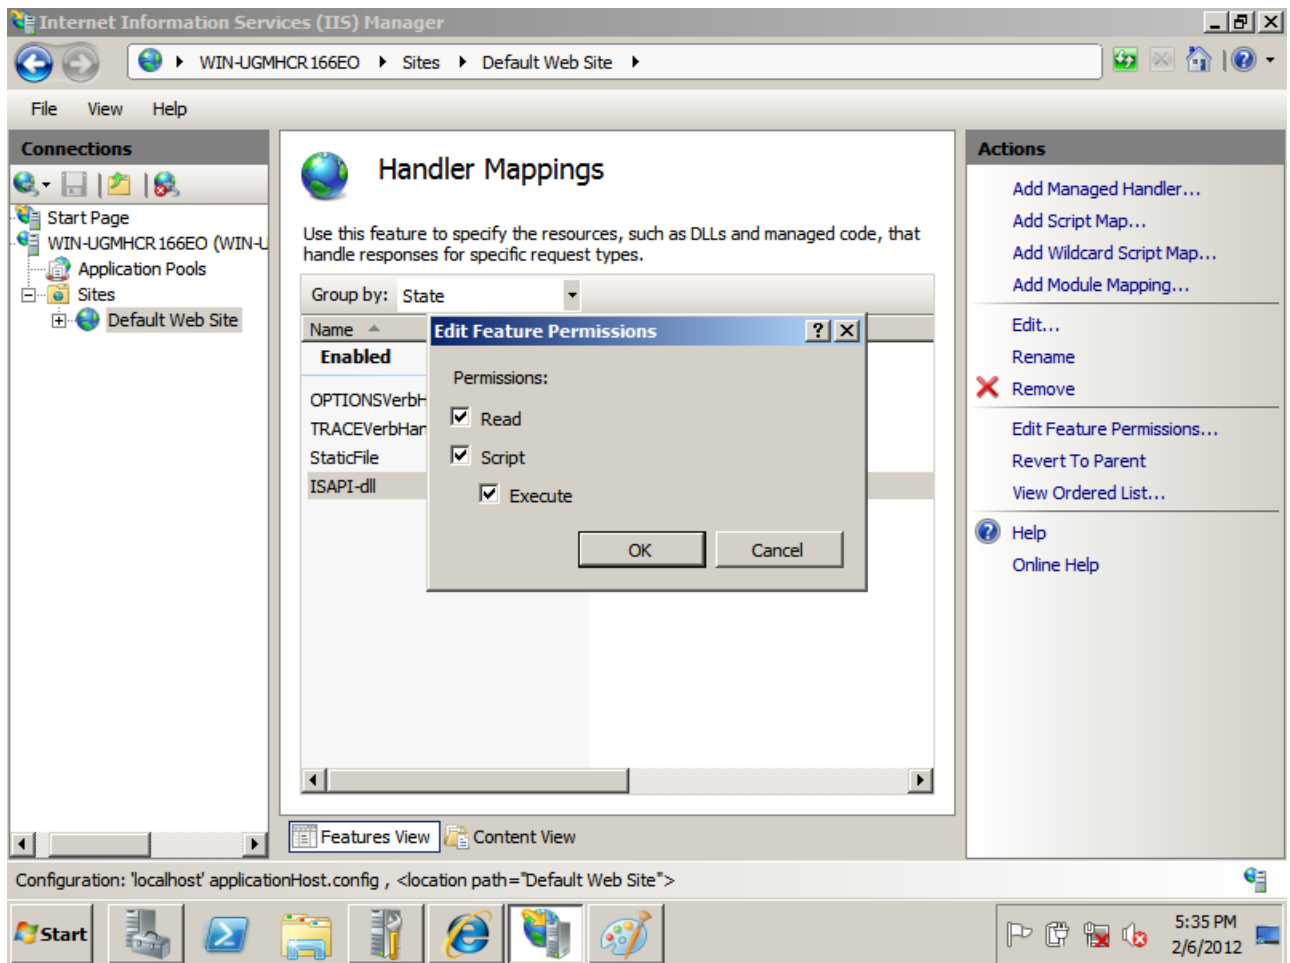 Internet Information Services (IIS) Manager
WIN-UGMHCR166EO Sites Default Web Site
File View Help
Connections
Start Page
WIN-UGMHCR166EO (WIN-U
Application Pools
Sites
Default Web Site
Handler Mappings
Use this feature to specify the resources, such as DLLs and managed code, that
handle responses for specific request types.
Group by: State
Name
Enabled
OPTIONSVerbH
TRACEVerbHan
StaticFile
ISAPI-dll
Edit Feature Permissions
Permissions:
Read
Script
Execute
OK Cancel
Features View Content View
Actions
Add Managed Handler...
Add Script Map...
Add Wildcard Script Map...
Add Module Mapping...
Edit...
Rename
Remove
Edit Feature Permissions...
Revert To Parent
View Ordered List...
Help
Online Help
Configuration: 'localhost' applicationHost.config , <location path="Default Web Site">
Start
5:35 PM
2/6/2012